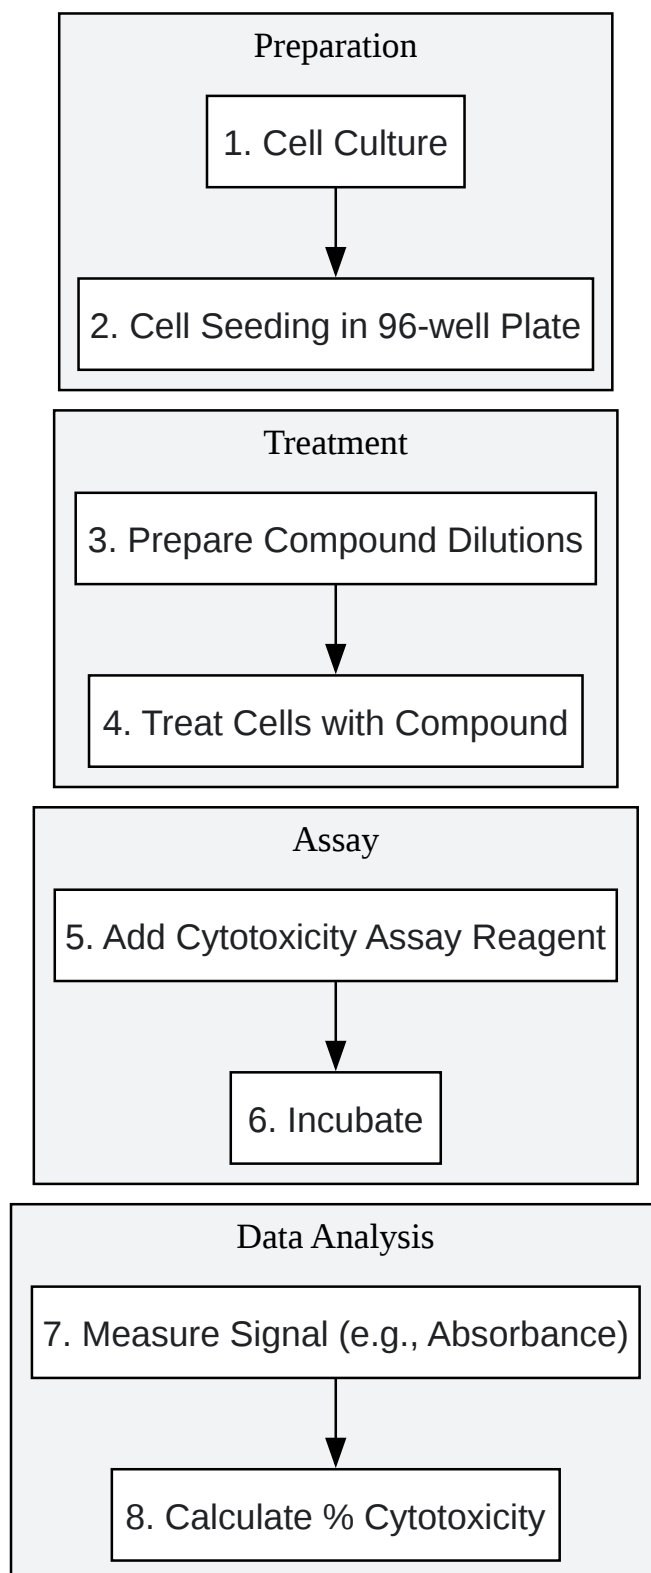 Preparation
1. Cell Culture
2. Cell Seeding in 96-well Plate
Treatment
3. Prepare Compound Dilutions
4. Treat Cells with Compound
Assay
5. Add Cytotoxicity Assay Reagent
6. Incubate
Data Analysis
7. Measure Signal (e.g., Absorbance)
8. Calculate % Cytotoxicity